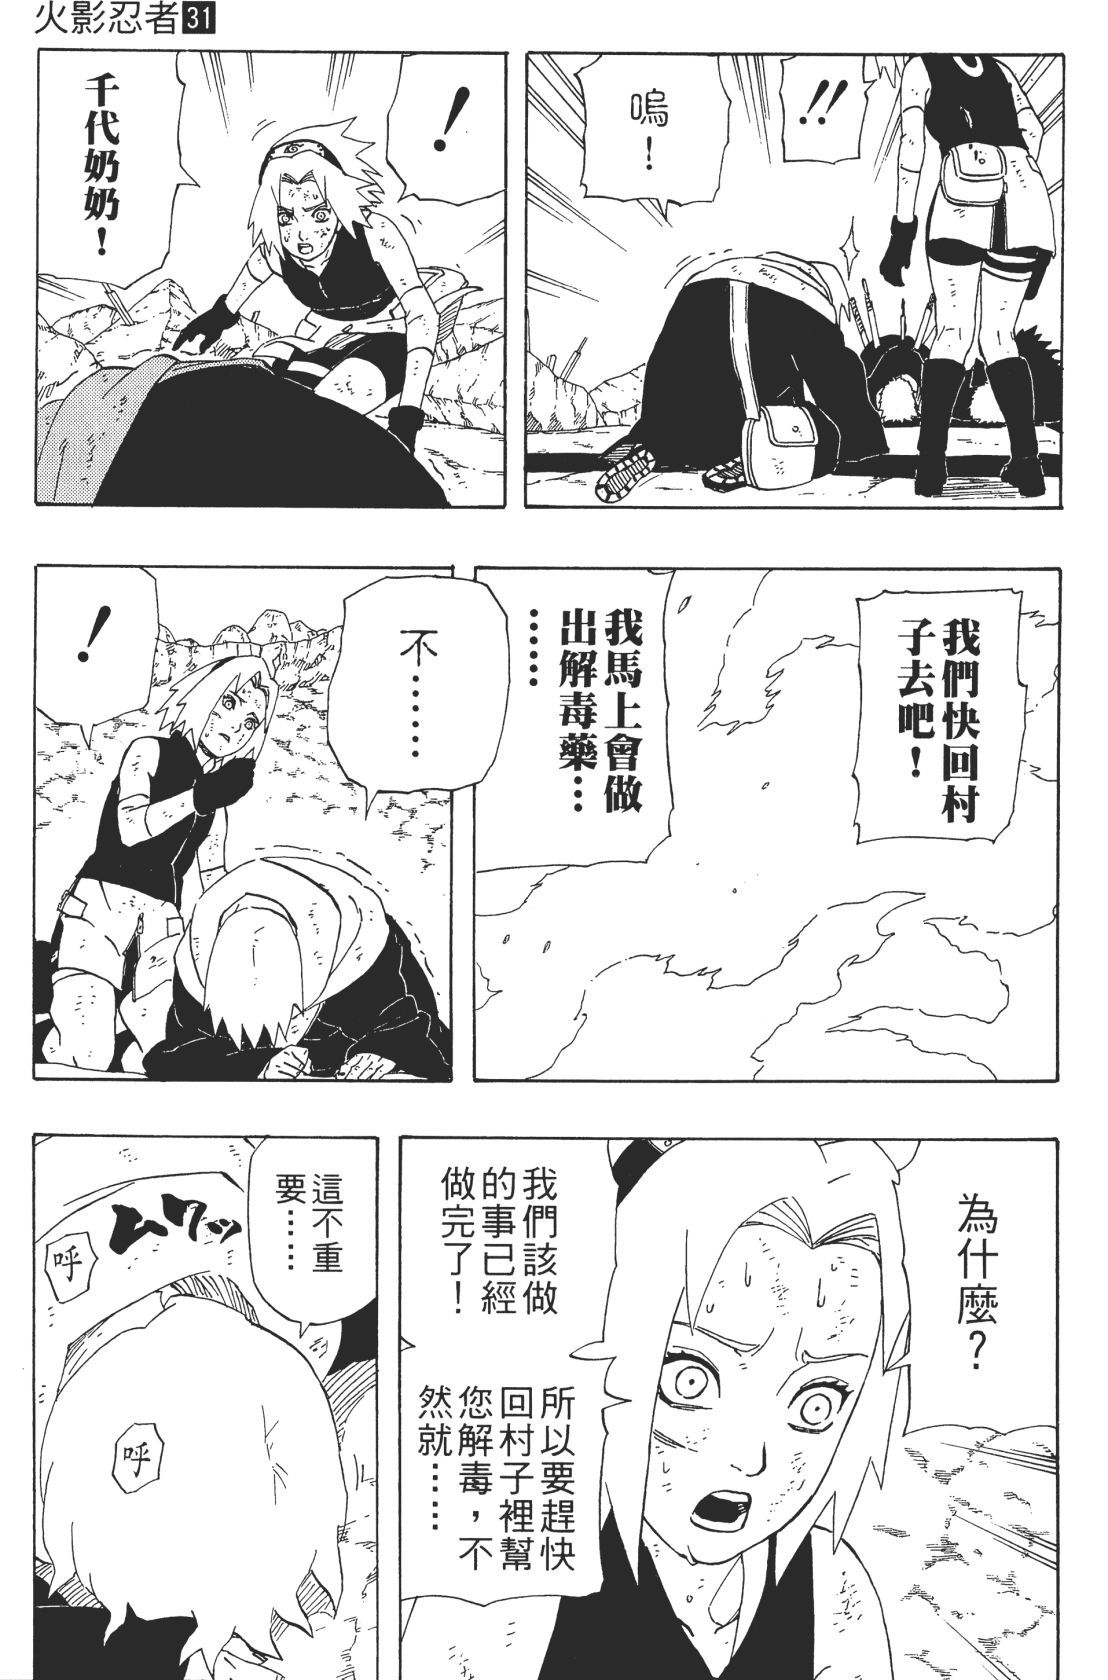 火影忍者31
!!
嗚!
!
千代奶奶!
我們快回村
子去吧!
我馬上會做
出解毒藥…
……
不……
!
為什麼?
我們該做
的事已經
做完了!
所以要趕快
回村子裡幫
您解毒,不
然就……
這不重
要……
ムクッ
呼
呼